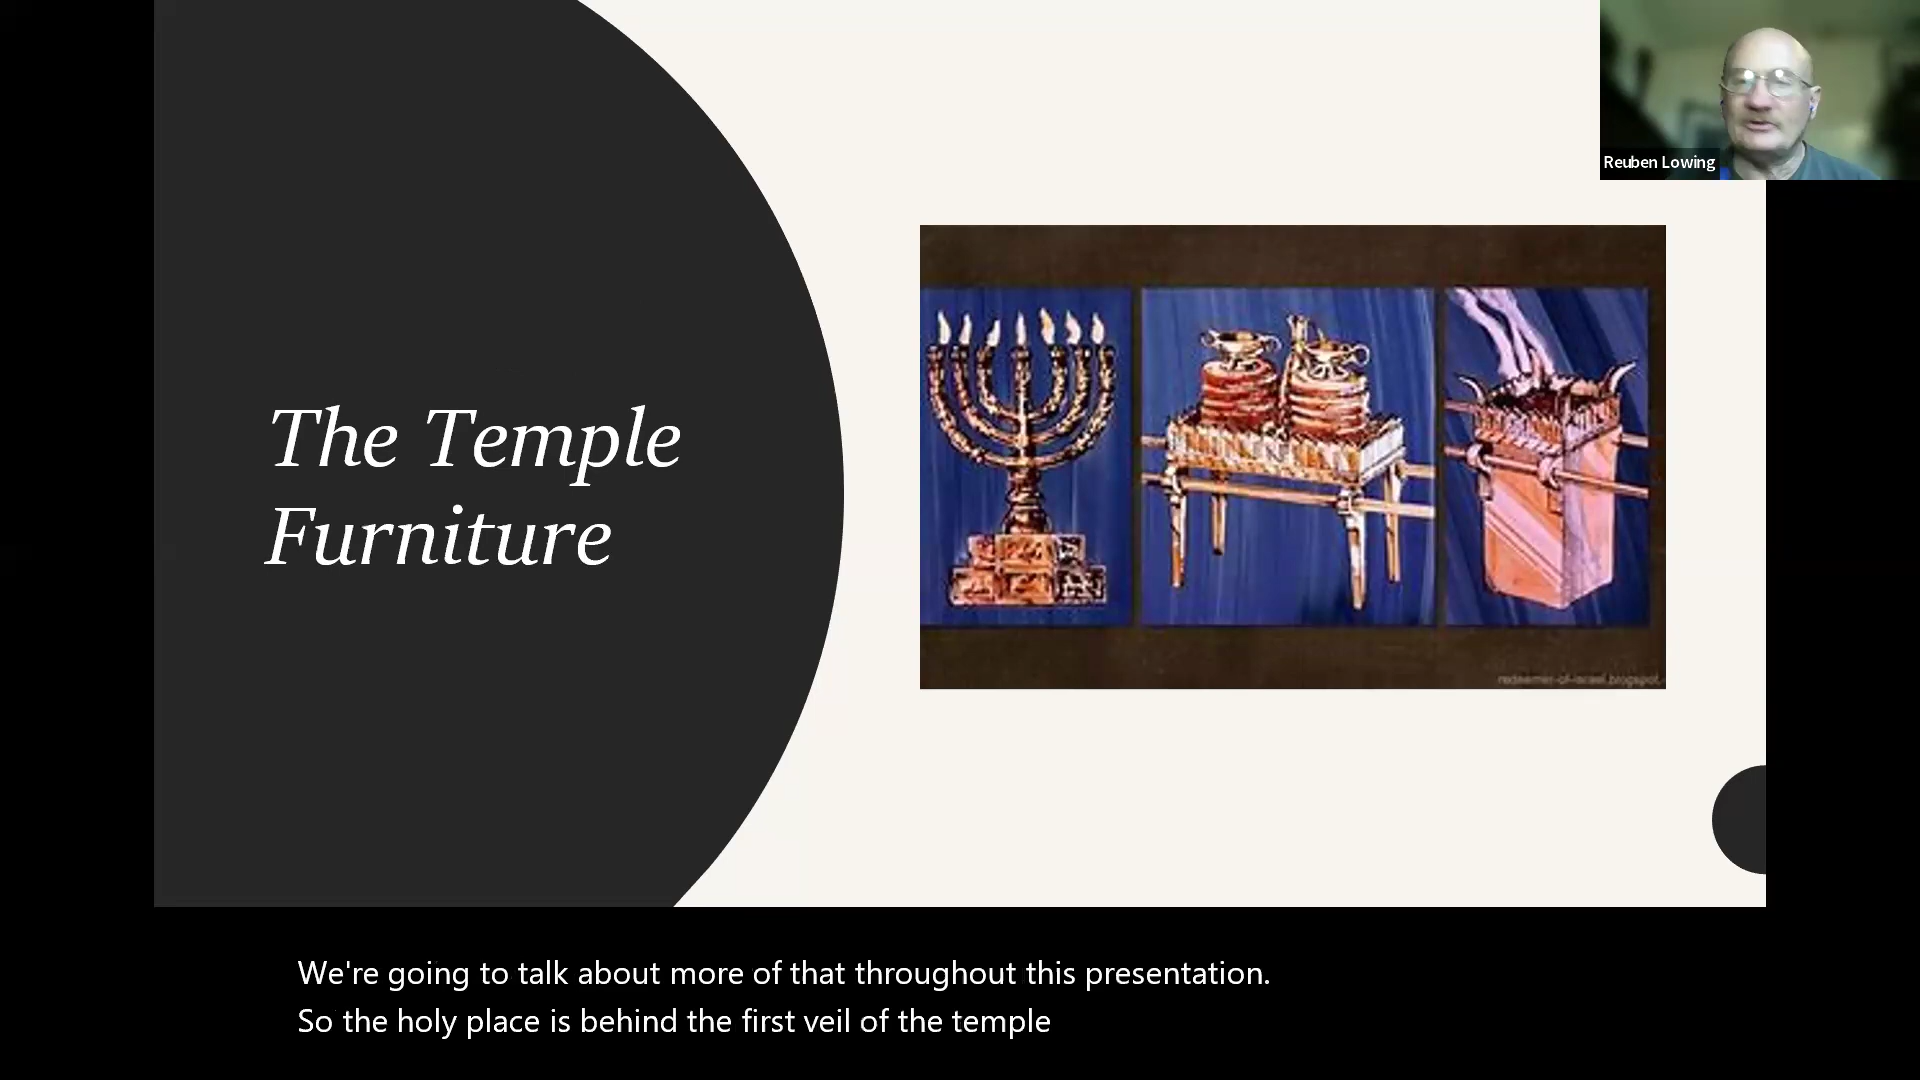 Reuben Lowing
The Temple
Furniture
redeemer-of-israel.blogspot.
We're going to talk about more of that throughout this presentation.
So the holy place is behind the first veil of the temple